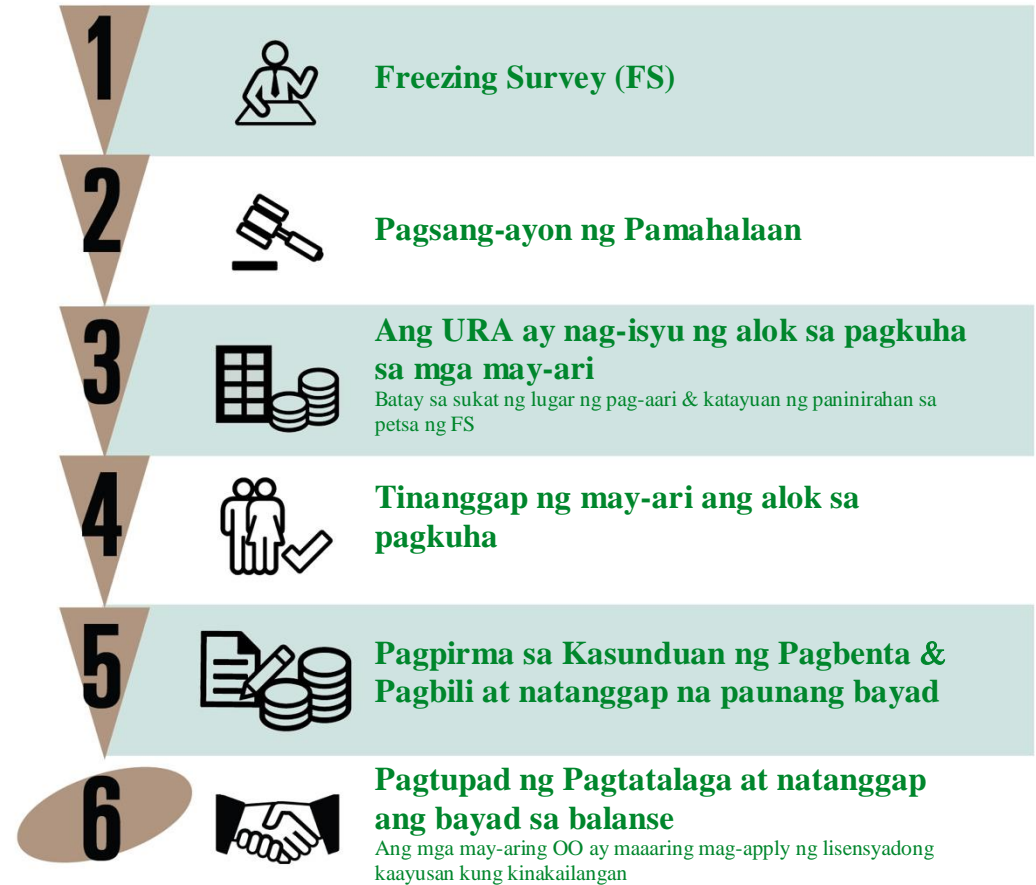 1
Freezing Survey (FS)
2
Pagsang-ayon ng Pamahalaan
3
Ang URA ay nag-isyu ng alok sa pagkuha
sa mga may-ari
Batay sa sukat ng lugar ng pag-aari & katayuan ng paninirahan sa
petsa ng FS
4
Tinanggap ng may-ari ang alok sa
pagkuha
5
Pagpirma sa Kasunduan ng Pagbenta &
Pagbili at natanggap na paunang bayad
6
Pagtupad ng Pagtatalaga at natanggap
ang bayad sa balanse
Ang mga may-aring OO ay maaaring mag-apply ng lisensyadong
kaayusan kung kinakailangan